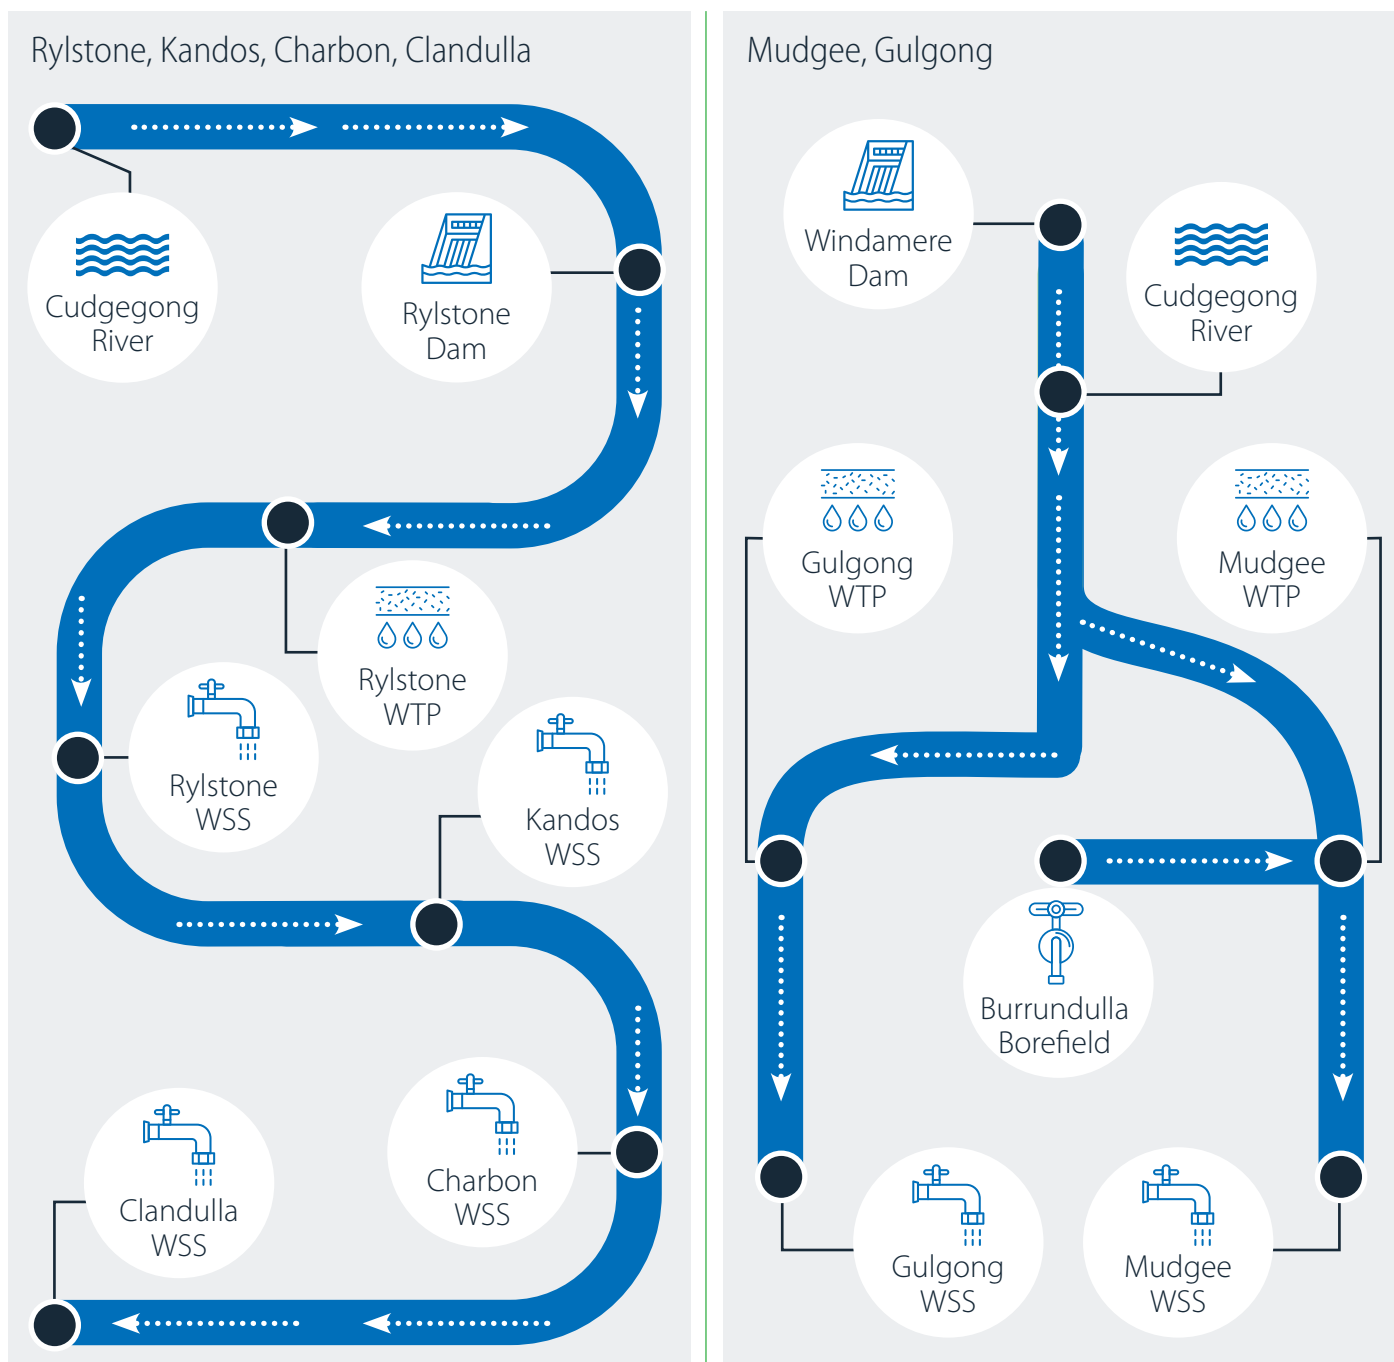 Rylstone, Kandos, Charbon, Clandulla
Cudgegong
River
Rylstone
Dam
Rylstone
WTP
Rylstone
WSS
Kandos
WSS
Charbon
WSS
Clandulla
WSS
Mudgee, Gulgong
Windamere
Dam
Cudgegong
River
Gulgong
WTP
Mudgee
WTP
Burrundulla
Borefield
Gulgong
WSS
Mudgee
WSS